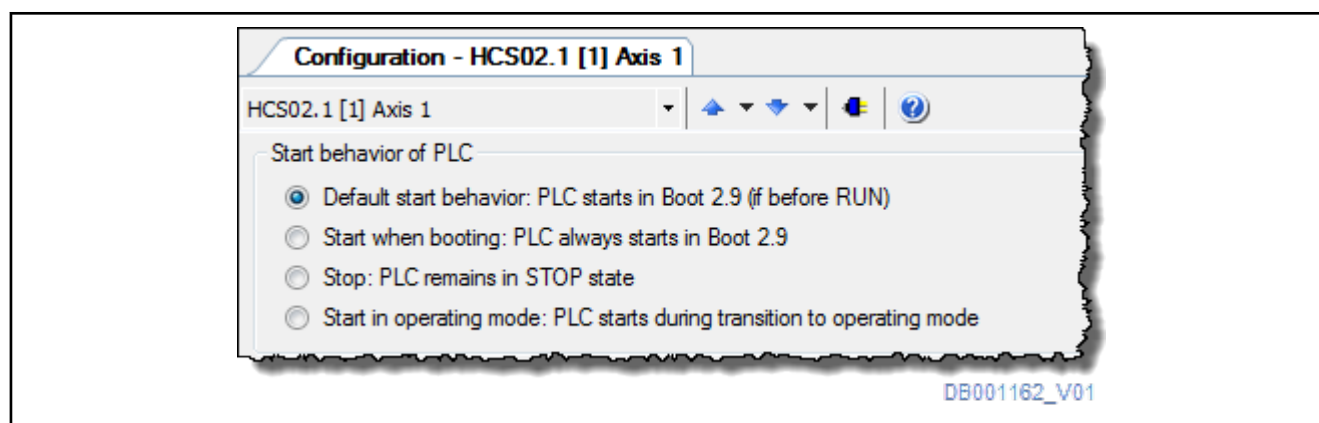 Configuration - HCS02.1 [1] Axis 1
HCS02.1 [1] Axis 1
Start behavior of PLC
Default start behavior: PLC starts in Boot 2.9 (if before RUN)
Start when booting: PLC always starts in Boot 2.9
Stop: PLC remains in STOP state
Start in operating mode: PLC starts during transition to operating mode
DB001162_V01